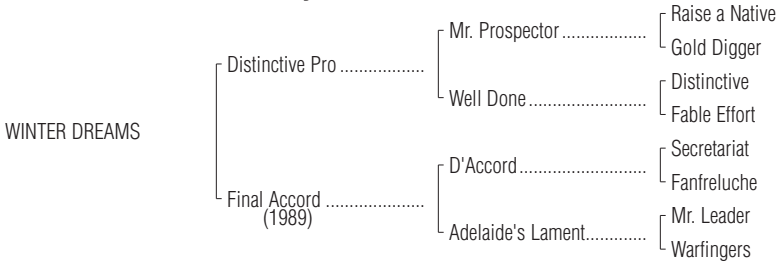 Raise a Native
Mr. Prospector..................
Gold Digger
Distinctive Pro ..................
Distinctive
Well Done.........................
Fable Effort
WINTER DREAMS
Secretariat
D'Accord...........................
Fanfreluche
Final Accord .....................
(1989)
Mr. Leader
Adelaide's Lament.............
Warfingers